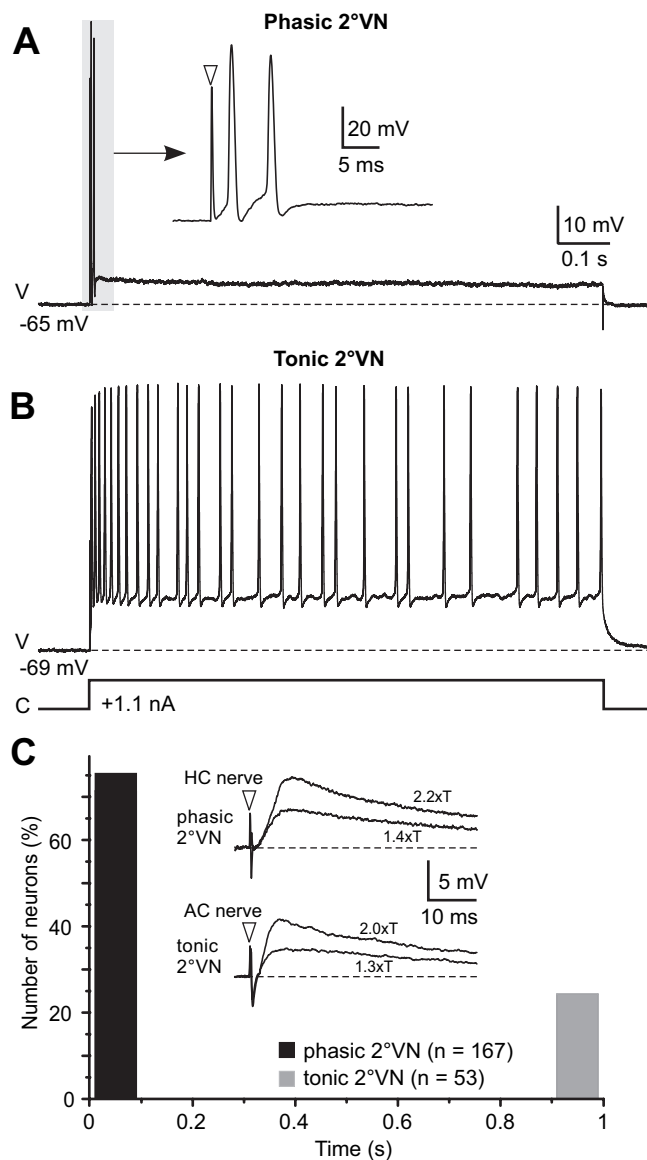 A
Phasic 2°VN
20 mV
5 ms
10 mV
0.1 s
V
-65 mV
Tonic 2°VN
B
V
-69 mV
C
+1.1 nA
C
HC nerve
phasic
2°VN
2.2xT
1.4xT
5 mV
10 ms
AC nerve
tonic
2°VN
2.0xT
1.3xT
Number of neurons (%)
60
40
20
0
phasic 2°VN (n = 167)
tonic 2°VN (n = 53)
0 0.2 0.4 0.6 0.8 1
Time (s)